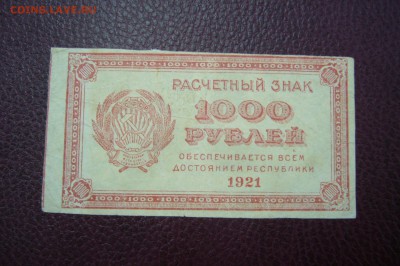 COINS.LAVE.RU
РАСЧЕТНЫЙ ЗНАК
1000
РУБЛЕЙ
ОБЕСПЕЧИВАЕТСЯ ВСЕМ
ДОСТОЯНИЕМ РЕСПУБЛИКИ
1921